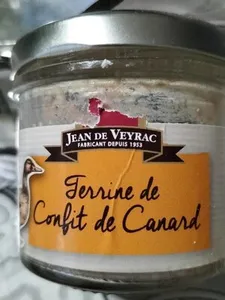 JEAN DE VEYRAC
FABRICANT DEPUIS 1953
Terrine de
Confit de Canard